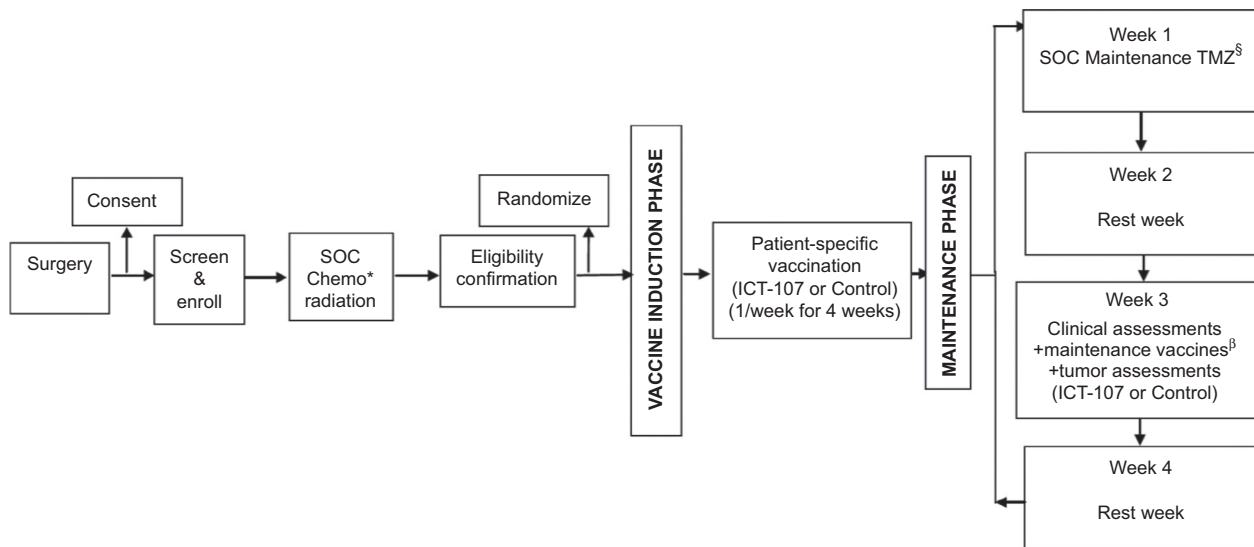 Surgery
Consent
Screen
&
enroll
SOC
Chemo*
radiation
Eligibility
confirmation
Randomize
VACCINE INDUCTION PHASE
Patient-specific
vaccination
(ICT-107 or Control)
(1/week for 4 weeks)
MAINTENANCE PHASE
Week 1
SOC Maintenance TMZ§
Week 2
Rest week
Week 3
Clinical assessments
+maintenance vaccinesβ
+tumor assessments
(ICT-107 or Control)
Week 4
Rest week